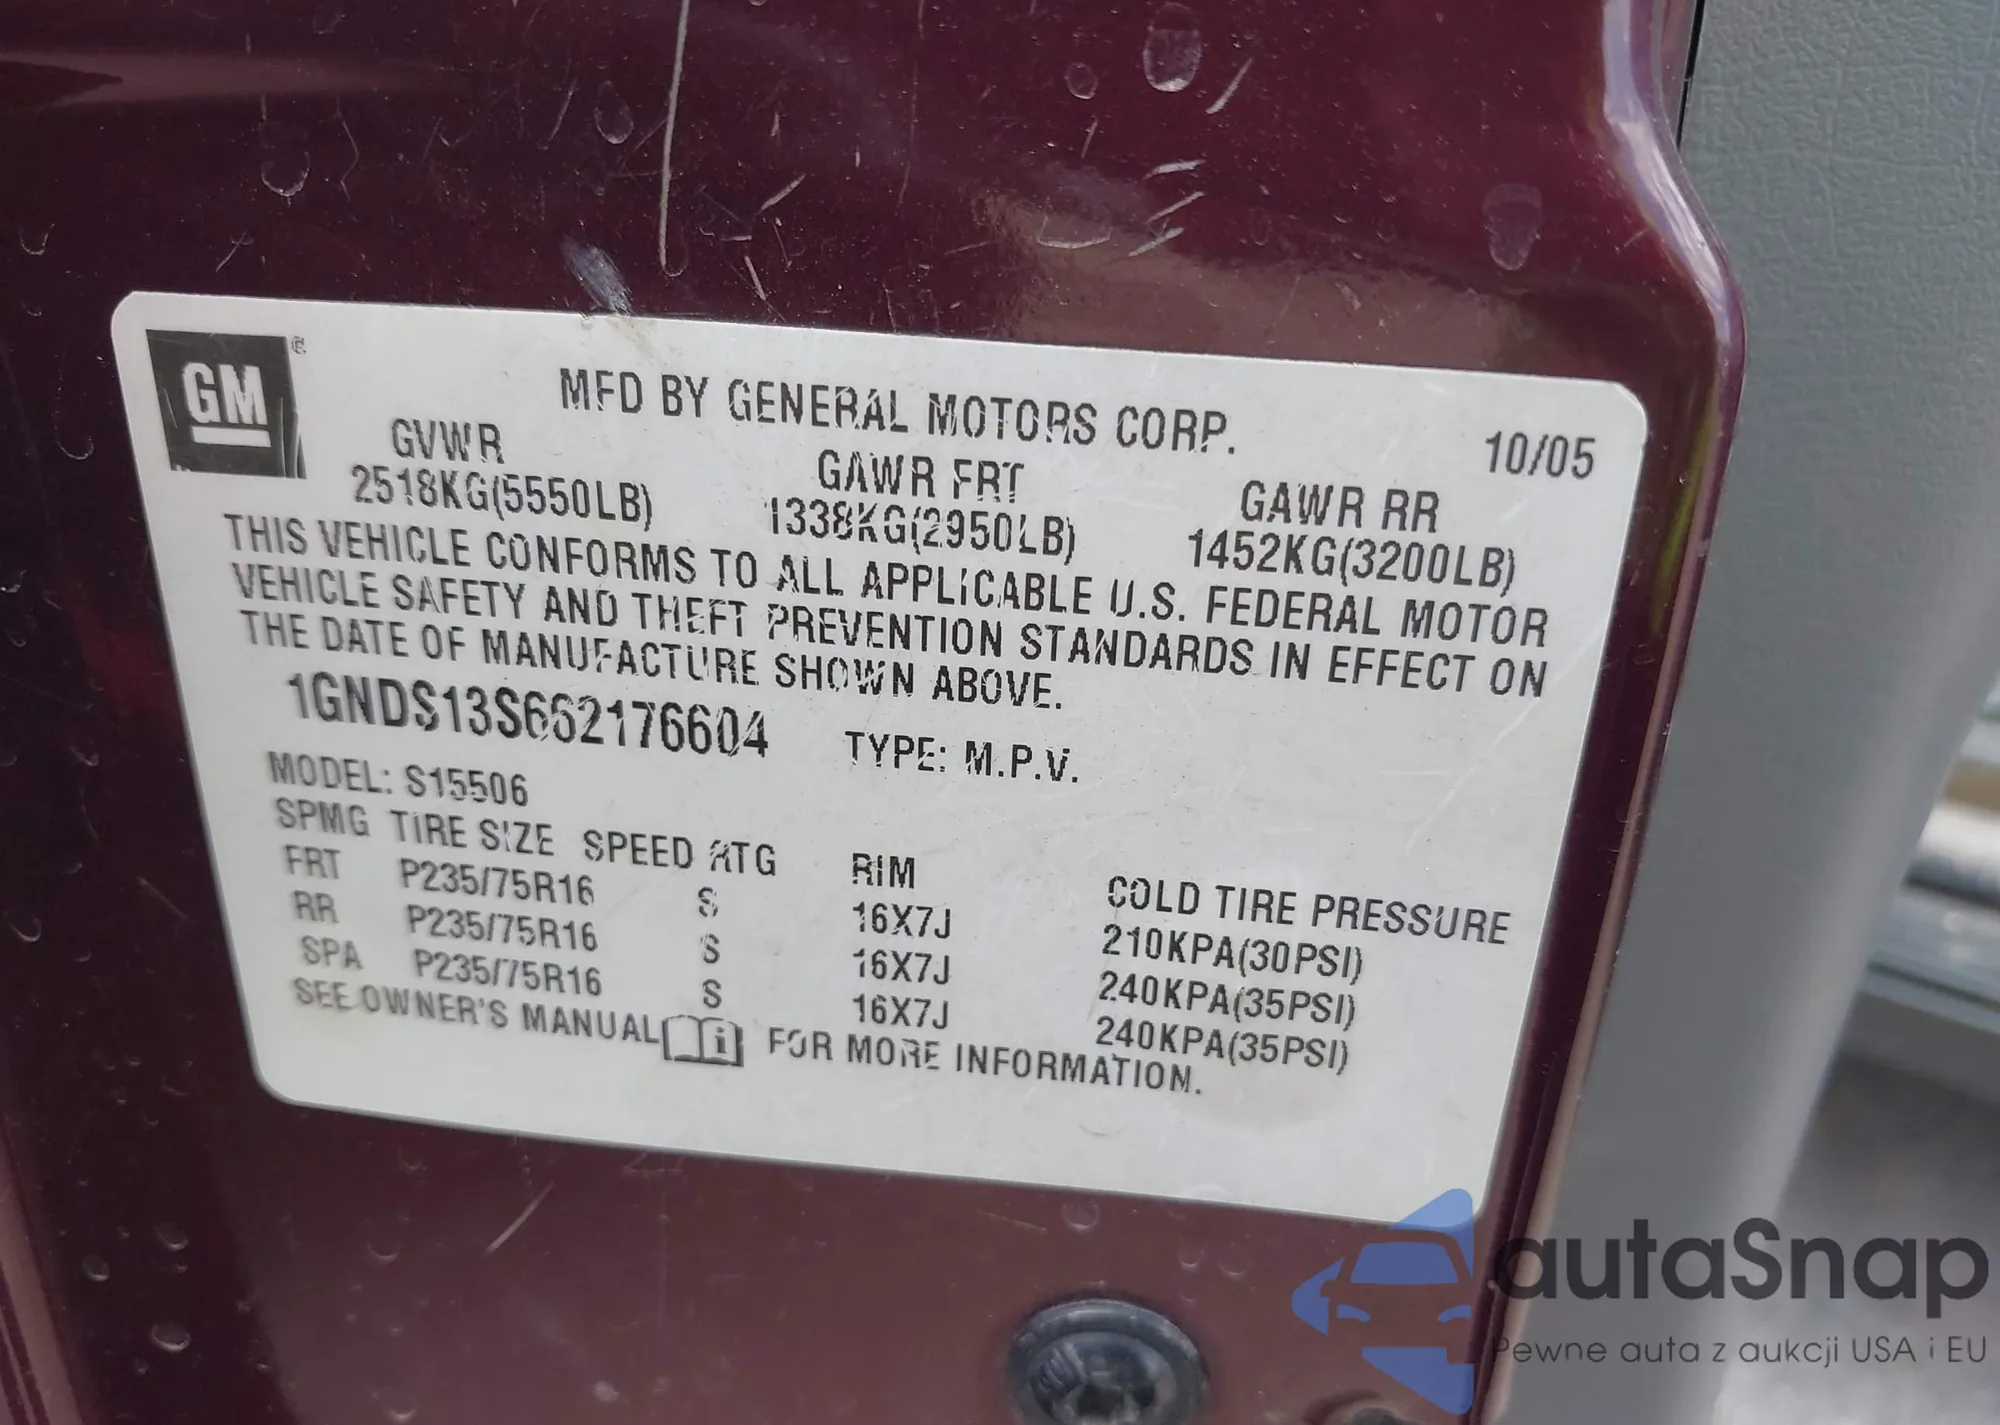 GM
MFD BY GENERAL MOTORS CORP.
10/05
GVWR GAWR FRT GAWR RR
2518KG(5550LB) 1338KG(2950LB) 1452KG(3200LB)
THIS VEHICLE CONFORMS TO ALL APPLICABLE U.S. FEDERAL MOTOR
VEHICLE SAFETY AND THEFT PREVENTION STANDARDS IN EFFECT ON
THE DATE OF MANUFACTURE SHOWN ABOVE.
1GNDS13S662176604 TYPE: M.P.V.
MODEL: S15506
SPMG TIRE SIZE SPEED RTG RIM COLD TIRE PRESSURE
FRT P235/75R16 S 16X7J 210KPA(30PSI)
RR P235/75R16 S 16X7J 240KPA(35PSI)
SPA P235/75R16 S 16X7J 240KPA(35PSI)
SEE OWNER'S MANUAL i FOR MORE INFORMATION.
autaSnap
Pewne auta z aukcji USA i EU